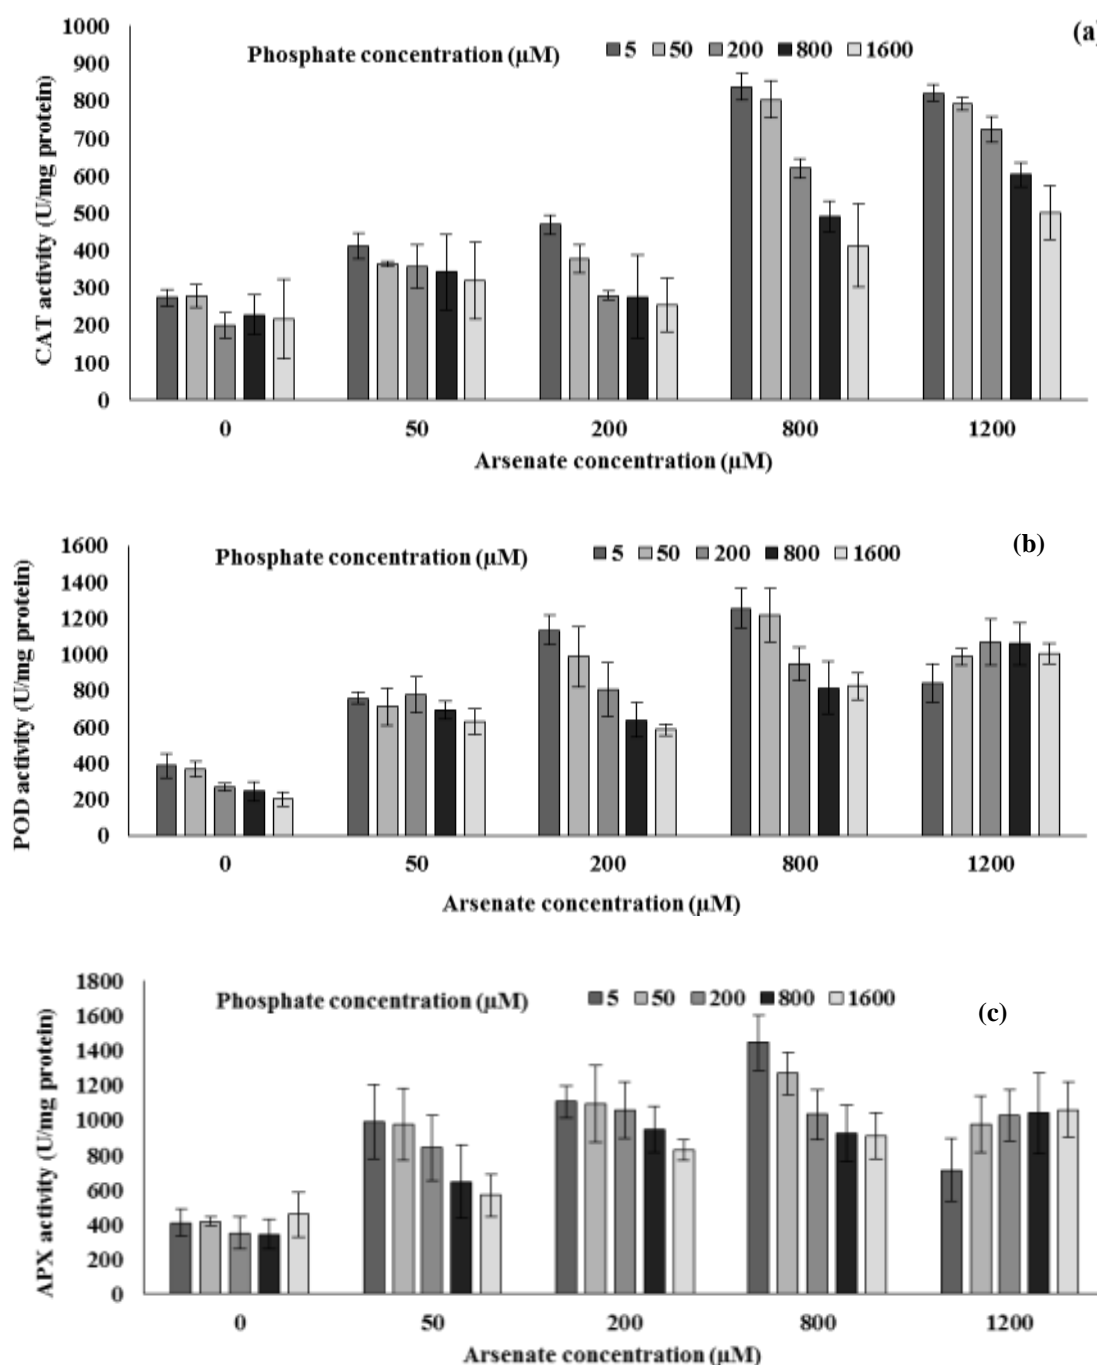 (a)
Phosphate concentration (µM) 5 50 200 800 1600
CAT activity (U/mg protein)
1000
900
800
700
600
500
400
300
200
100
0
0 50 200 800 1200
Arsenate concentration (µM)
(b)
Phosphate concentration (µM) 5 50 200 800 1600
POD activity (U/mg protein)
1600
1400
1200
1000
800
600
400
200
0
0 50 200 800 1200
Arsenate concentration (µM)
(c)
Phosphate concentration (µM) 5 50 200 800 1600
APX activity (U/mg protein)
1800
1600
1400
1200
1000
800
600
400
200
0
0 50 200 800 1200
Arsenate concentration (µM)